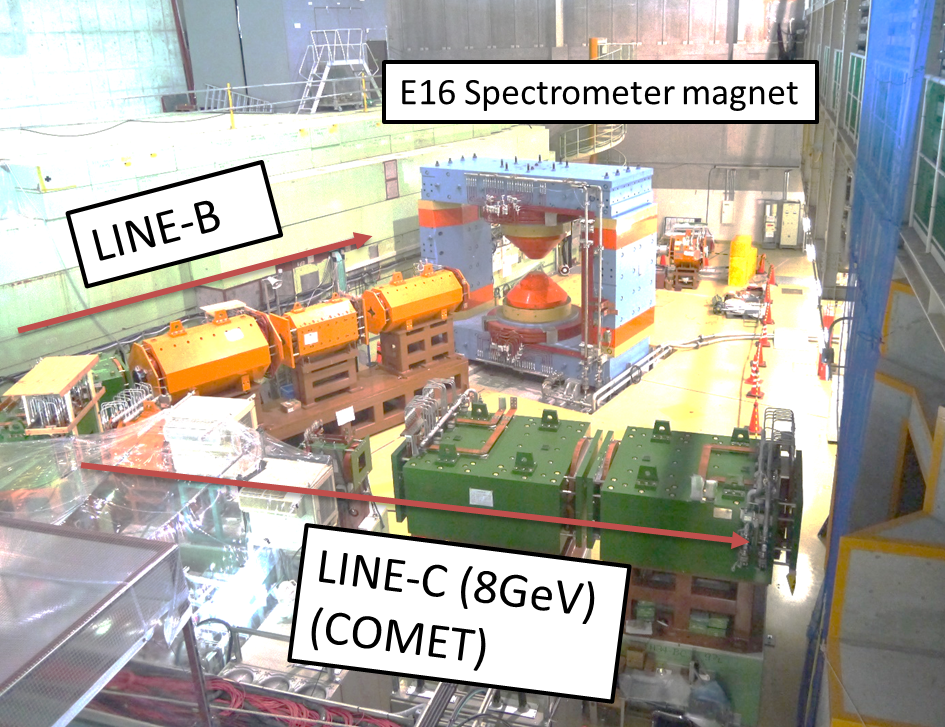 E16 Spectrometer magnet
LINE-B
LINE-C (8GeV)
(COMET)